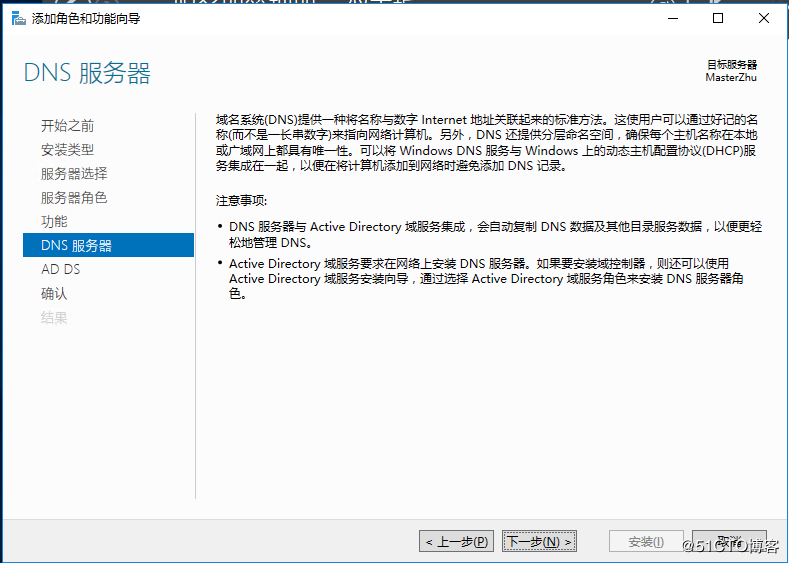 添加角色和功能向导
DNS 服务器
目标服务器
MasterZhu
开始之前
安装类型
服务器选择
服务器角色
功能
DNS 服务器
AD DS
确认
结果
域名系统(DNS)提供一种将名称与数字 Internet 地址关联起来的标准方法。这使用户可以通过好记的名
称(而不是一长串数字)来指向网络计算机。另外，DNS 还提供分层命名空间，确保每个主机名称在本地
或广域网上都具有唯一性。可以将 Windows DNS 服务与 Windows 上的动态主机配置协议(DHCP)服
务集成在一起，以便在将计算机添加到网络时避免添加 DNS 记录。
注意事项:
• DNS 服务器与 Active Directory 域服务集成，会自动复制 DNS 数据及其他目录服务数据，以便更轻
松地管理 DNS。
• Active Directory 域服务要求在网络上安装 DNS 服务器。如果要安装域控制器，则还可以使用
Active Directory 域服务安装向导，通过选择 Active Directory 域服务角色来安装 DNS 服务器角
色。
< 上一步(P)
下一步(N) >
安装(I)
取消
@51CTO博客